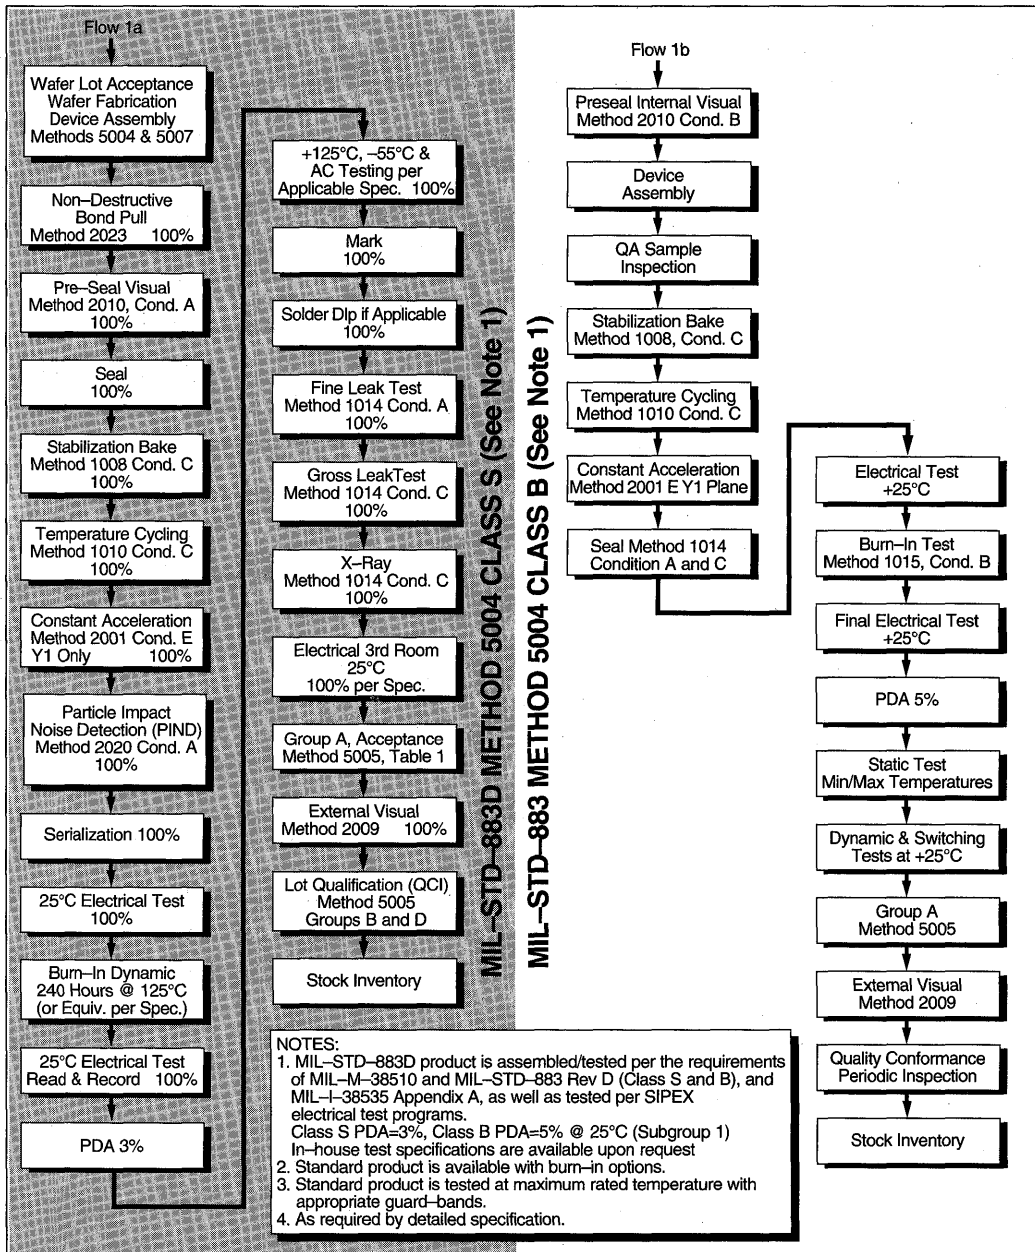 Flow 1a
Wafer Lot Acceptance
Wafer Fabrication
Device Assembly
Methods 5004 & 5007
Non–Destructive
Bond Pull
Method 2023 100%
Pre–Seal Visual
Method 2010, Cond. A
100%
Seal
100%
Stabilization Bake
Method 1008 Cond. C
100%
Temperature Cycling
Method 1010 Cond. C
100%
Constant Acceleration
Method 2001 Cond. E
Y1 Only 100%
Particle Impact
Noise Detection (PIND)
Method 2020 Cond. A
100%
Serialization 100%
25°C Electrical Test
100%
Burn–In Dynamic
240 Hours @ 125°C
(or Equiv. per Spec.)
25°C Electrical Test
Read & Record 100%
PDA 3%
+125°C, –55°C &
AC Testing per
Applicable Spec. 100%
Mark
100%
Solder DIp if Applicable
100%
Fine Leak Test
Method 1014 Cond. A
100%
Gross LeakTest
Method 1014 Cond. C
100%
X–Ray
Method 1014 Cond. C
100%
Electrical 3rd Room
25°C
100% per Spec.
Group A, Acceptance
Method 5005, Table 1
External Visual
Method 2009 100%
Lot Qualification (QCI)
Method 5005
Groups B and D
Stock Inventory
MIL–STD–883D METHOD 5004 CLASS S (See Note 1)
MIL–STD–883 METHOD 5004 CLASS B (See Note 1)
Flow 1b
Preseal Internal Visual
Method 2010 Cond. B
Device
Assembly
QA Sample
Inspection
Stabilization Bake
Method 1008, Cond. C
Temperature Cycling
Method 1010 Cond. C
Constant Acceleration
Method 2001 E Y1 Plane
Seal Method 1014
Condition A and C
Electrical Test
+25°C
Burn–In Test
Method 1015, Cond. B
Final Electrical Test
+25°C
PDA 5%
Static Test
Min/Max Temperatures
Dynamic & Switching
Tests at +25°C
Group A
Method 5005
External Visual
Method 2009
Quality Conformance
Periodic Inspection
Stock Inventory
NOTES:
1. MIL–STD–883D product is assembled/tested per the requirements
of MIL–M–38510 and MIL–STD–883 Rev D (Class S and B), and
MIL–I–38535 Appendix A, as well as tested per SIPEX
electrical test programs.
Class S PDA=3%, Class B PDA=5% @ 25°C (Subgroup 1)
In–house test specifications are available upon request
2. Standard product is available with burn–in options.
3. Standard product is tested at maximum rated temperature with
appropriate guard–bands.
4. As required by detailed specification.